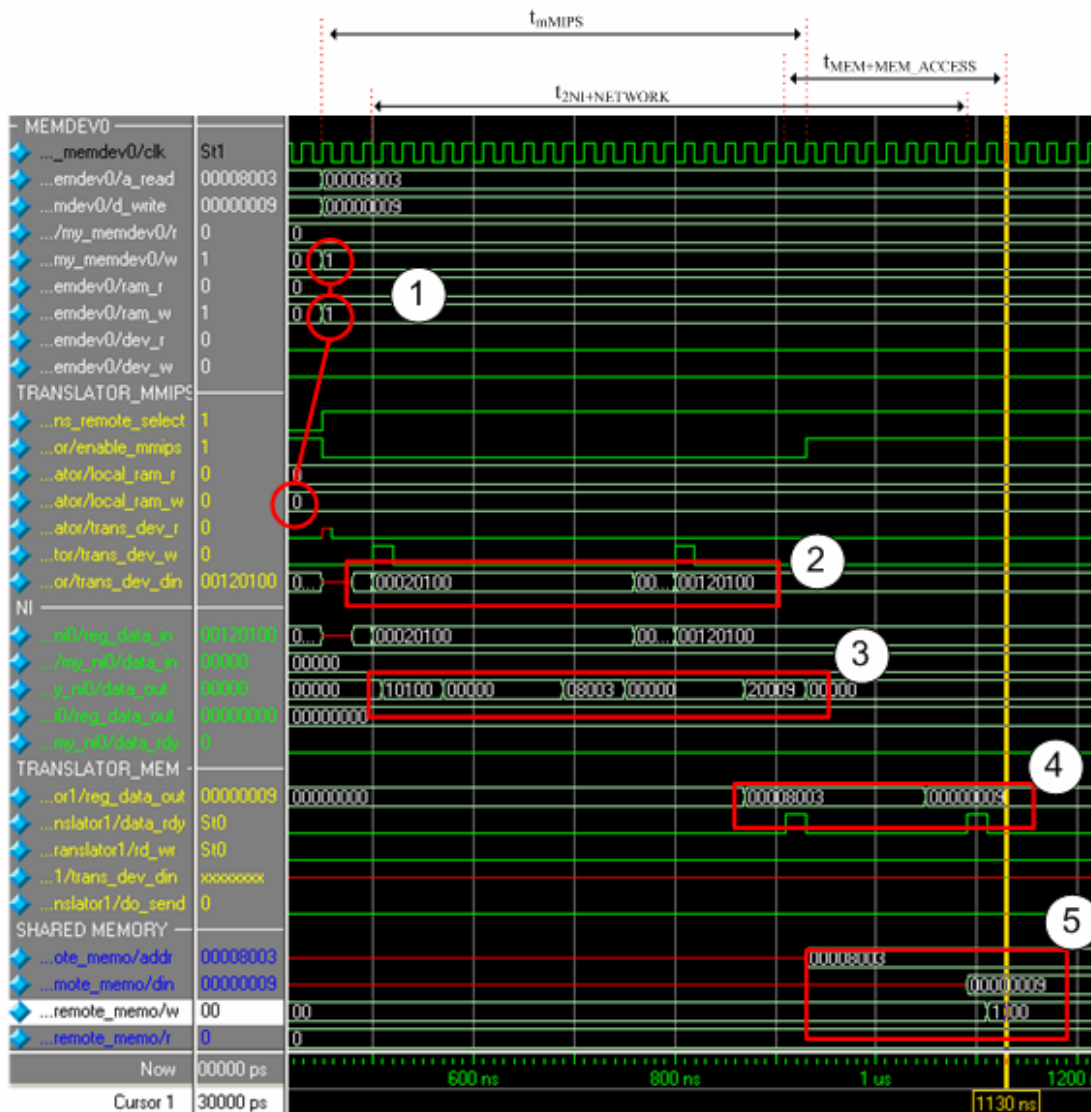 tmMIPS
tMEM+MEM_ACCESS
t2NI+NETWORK
MEMDEV0
..._memdev0/clk St1
...emdev0/a_read 00008003 00008003
...mdev0/d_write 00000009 00000009
.../my_memdev0/r 0 0
...my_memdev0/w 1 0 1
...emdev0/ram_r 0 0
1
...emdev0/ram_w 1 0 1
...emdev0/dev_r 0
...emdev0/dev_w 0
TRANSLATOR_MMIPS
...ns_remote_select 1
...or/enable_mmips 1
...ator/local_ram_r 0 0
...ator/local_ram_w 0 0
...ator/trans_dev_r 0
...tor/trans_dev_w 0
2
...or/trans_dev_din 00120100 0... 00020100 00... 00120100
NI
...ni0/reg_data_in 00120100 0... 00020100 00... 00120100
.../my_ni0/data_in 00000 00000
3
...y_ni0/data_out 00000 00000 10100 00000 08003 00000 20009 00000
...i0/reg_data_out 00000000 00000000
...my_ni0/data_rdy 0
TRANSLATOR_MEM
4
...or1/reg_data_out 00000009 00000000 00008003 00000009
...nslator1/data_rdy St0
...ranslator1/rd_wr St0
...1/trans_dev_din xxxxxxxx
...nslator1/do_send 0
SHARED MEMORY
5
...ote_memo/addr 00008003 00008003
...mote_memo/din 00000009 00000009
...remote_memo/w 00 00 1 00
...remote_memo/r 0 0
Now 00000 ps 600 ns 800 ns 1 us 1200
Cursor 1 30000 ps 1130 ns